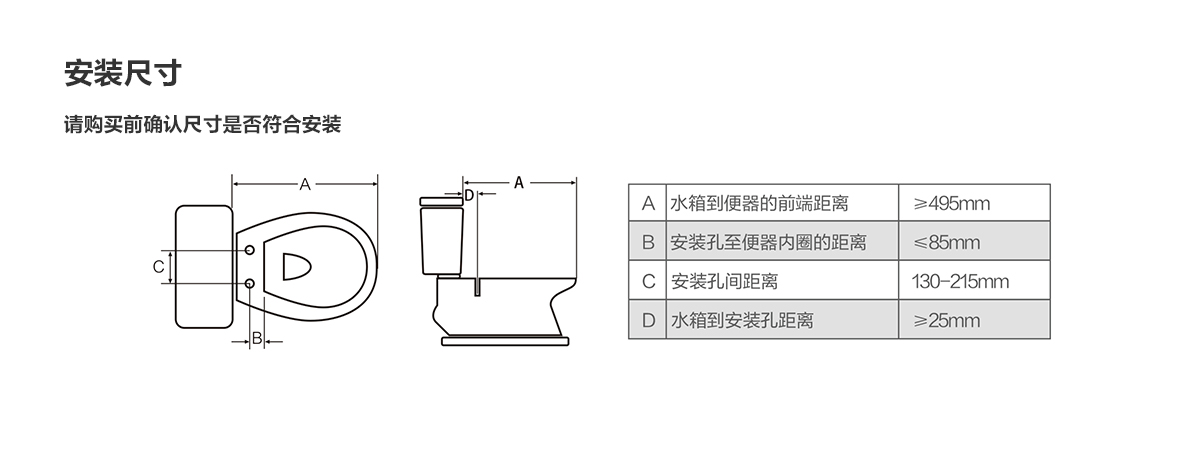 安装尺寸
请购买前确认尺寸是否符合安装
A
C
B
D
A
A 水箱到便器的前端距离 ≥495mm
B 安装孔至便器内圈的距离 ≤85mm
C 安装孔间距离 130-215mm
D 水箱到安装孔距离 ≥25mm